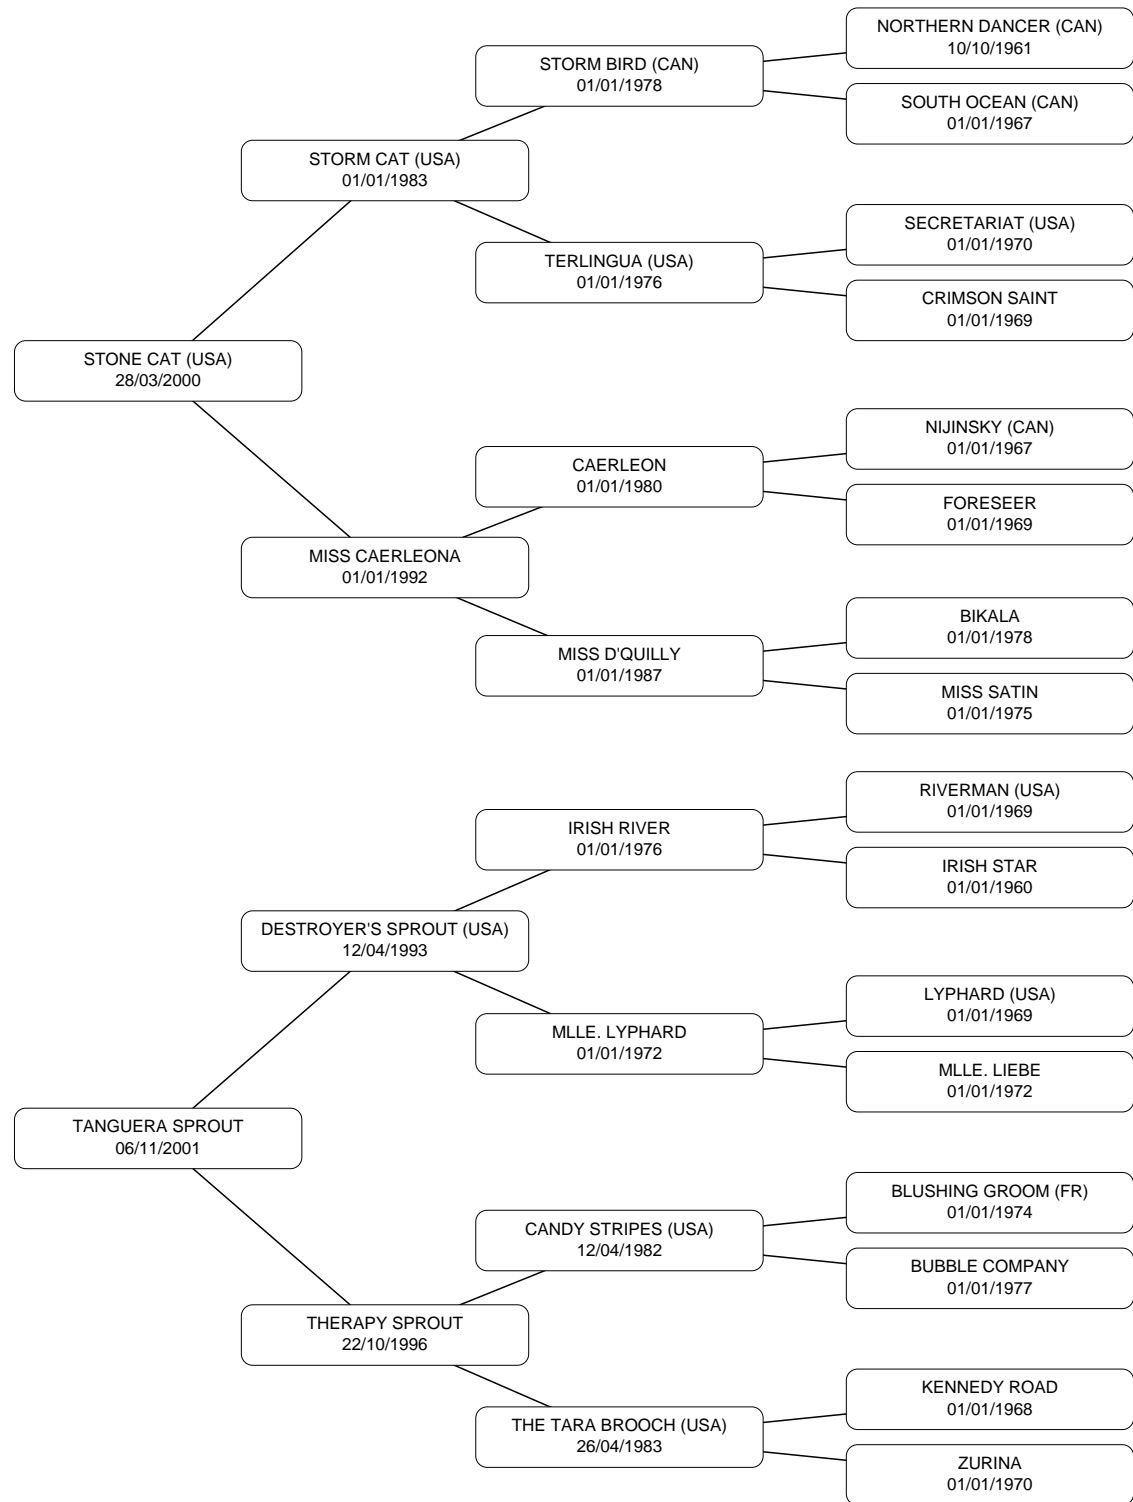 NORTHERN DANCER (CAN)
10/10/1961
STORM BIRD (CAN)
01/01/1978
SOUTH OCEAN (CAN)
01/01/1967
STORM CAT (USA)
01/01/1983
SECRETARIAT (USA)
01/01/1970
TERLINGUA (USA)
01/01/1976
CRIMSON SAINT
01/01/1969
STONE CAT (USA)
28/03/2000
NIJINSKY (CAN)
01/01/1967
CAERLEON
01/01/1980
FORESEER
01/01/1969
MISS CAERLEONA
01/01/1992
BIKALA
01/01/1978
MISS D'QUILLY
01/01/1987
MISS SATIN
01/01/1975
RIVERMAN (USA)
01/01/1969
IRISH RIVER
01/01/1976
IRISH STAR
01/01/1960
DESTROYER'S SPROUT (USA)
12/04/1993
LYPHARD (USA)
01/01/1969
MLLE. LYPHARD
01/01/1972
MLLE. LIEBE
01/01/1972
TANGUERA SPROUT
06/11/2001
BLUSHING GROOM (FR)
01/01/1974
CANDY STRIPES (USA)
12/04/1982
BUBBLE COMPANY
01/01/1977
THERAPY SPROUT
22/10/1996
KENNEDY ROAD
01/01/1968
THE TARA BROOCH (USA)
26/04/1983
ZURINA
01/01/1970